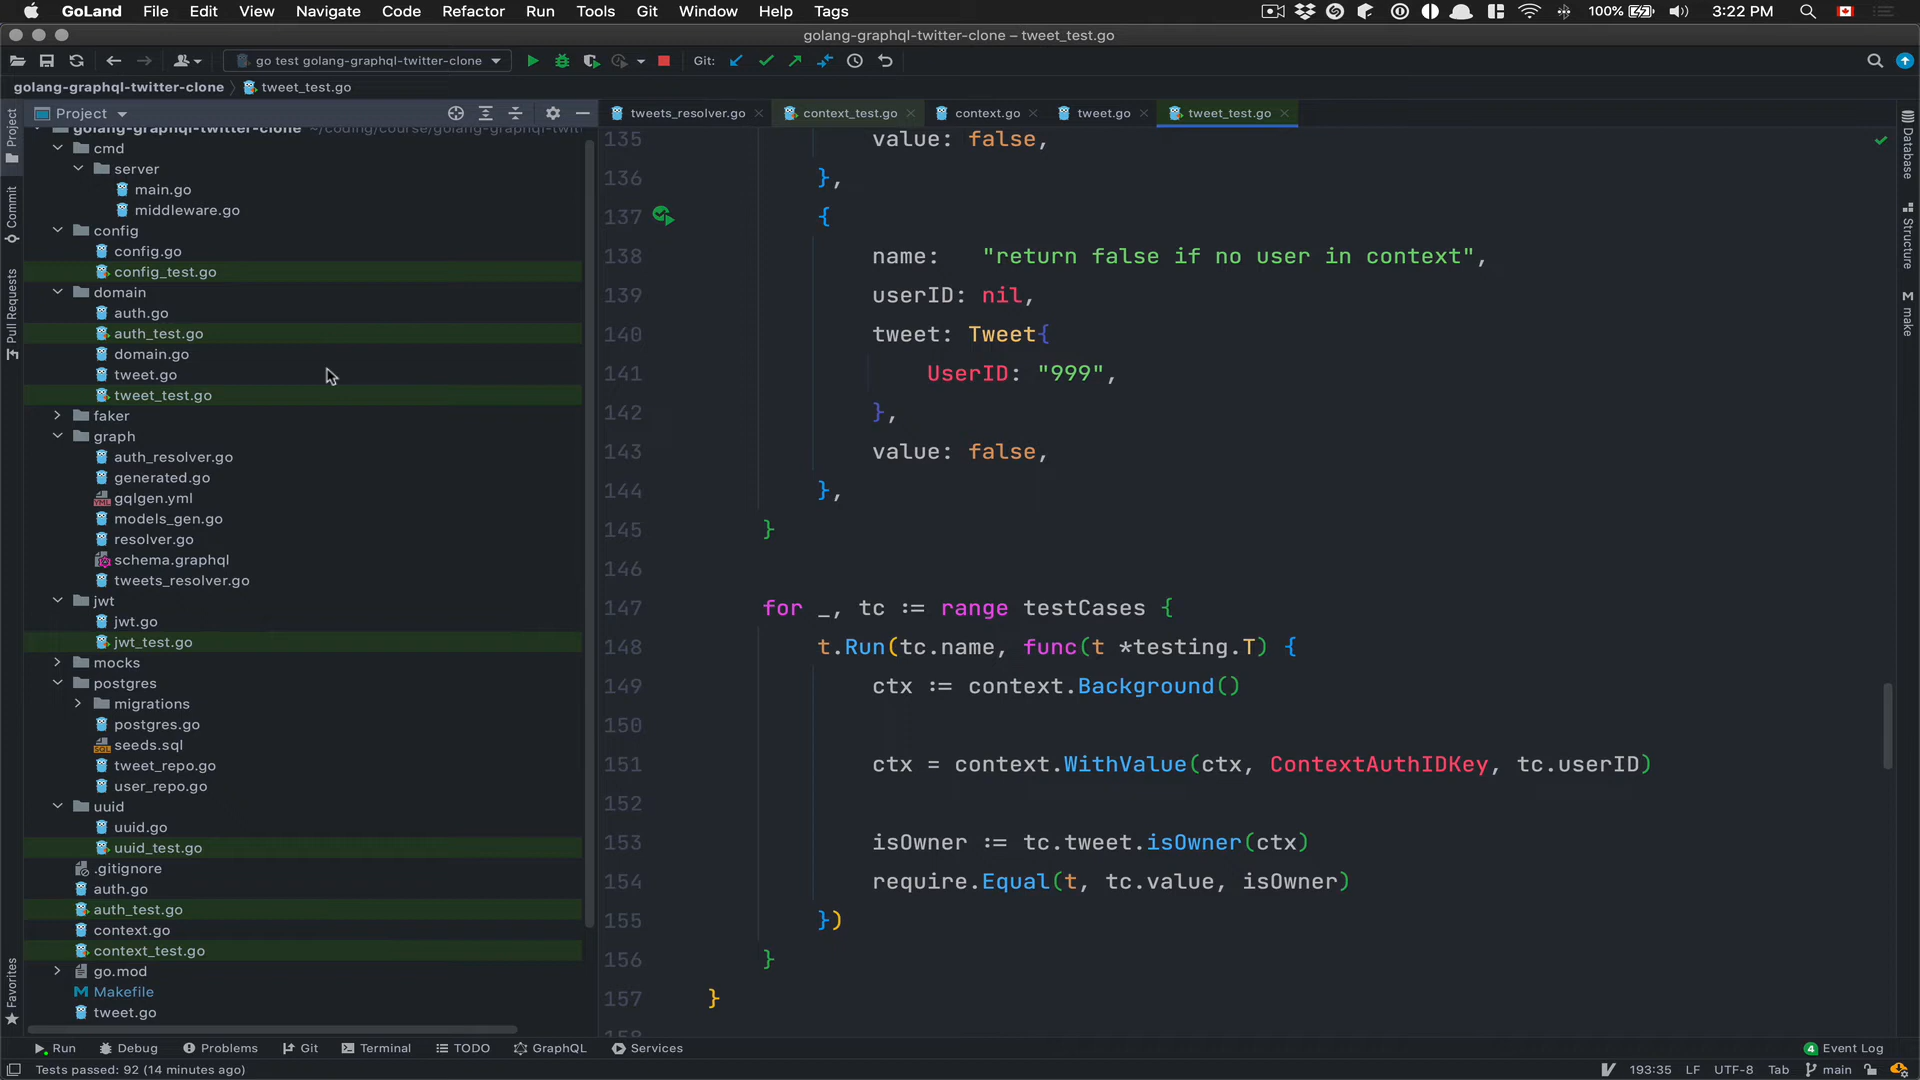 GoLand File Edit View Navigate Code Refactor Run Tools Git Window Help Tags 100% 3:22 PM
golang-graphql-twitter-clone – tweet_test.go
go test golang-graphql-twitter-clone Git:
golang-graphql-twitter-clone tweet_test.go
Project
tweets_resolver.go context_test.go context.go tweet.go tweet_test.go
golang-graphql-twitter-clone ~/coding/course/golang-graphql-twitt
cmd
server
main.go
middleware.go
config
config.go
config_test.go
domain
auth.go
auth_test.go
domain.go
tweet.go
tweet_test.go
faker
graph
auth_resolver.go
generated.go
gqlgen.yml
models_gen.go
resolver.go
schema.graphql
tweets_resolver.go
jwt
jwt.go
jwt_test.go
mocks
postgres
migrations
postgres.go
seeds.sql
tweet_repo.go
user_repo.go
uuid
uuid.go
uuid_test.go
.gitignore
auth.go
auth_test.go
context.go
context_test.go
go.mod
Makefile
tweet.go
135 value: false,
136 },
137 {
138 name: "return false if no user in context",
139 userID: nil,
140 tweet: Tweet{
141 UserID: "999",
142 },
143 value: false,
144 },
145 }
146
147 for _, tc := range testCases {
148 t.Run(tc.name, func(t *testing.T) {
149 ctx := context.Background()
150
151 ctx = context.WithValue(ctx, ContextAuthIDKey, tc.userID)
152
153 isOwner := tc.tweet.isOwner(ctx)
154 require.Equal(t, tc.value, isOwner)
155 })
156 }
157 }
158
Project
Commit
Pull Requests
Favorites
Database
Structure
make
Run Debug Problems Git Terminal TODO GraphQL Services 4 Event Log
Tests passed: 92 (14 minutes ago) 193:35 LF UTF-8 Tab main